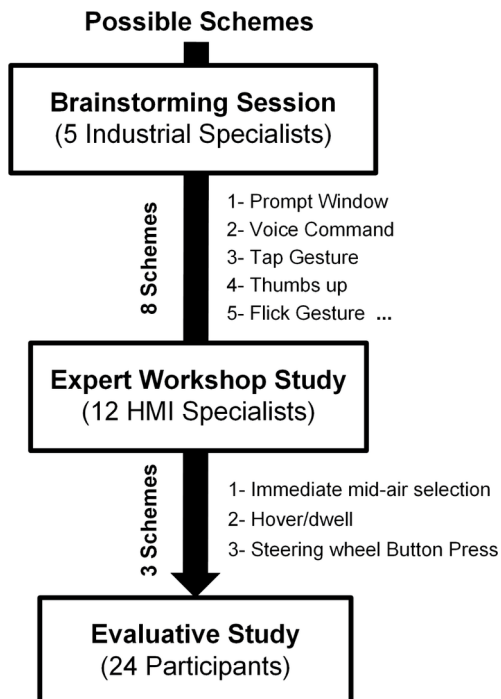 Possible Schemes
Brainstorming Session
(5 Industrial Specialists)
8 Schemes
1- Prompt Window
2- Voice Command
3- Tap Gesture
4- Thumbs up
5- Flick Gesture ...
Expert Workshop Study
(12 HMI Specialists)
3 Schemes
1- Immediate mid-air selection
2- Hover/dwell
3- Steering wheel Button Press
Evaluative Study
(24 Participants)